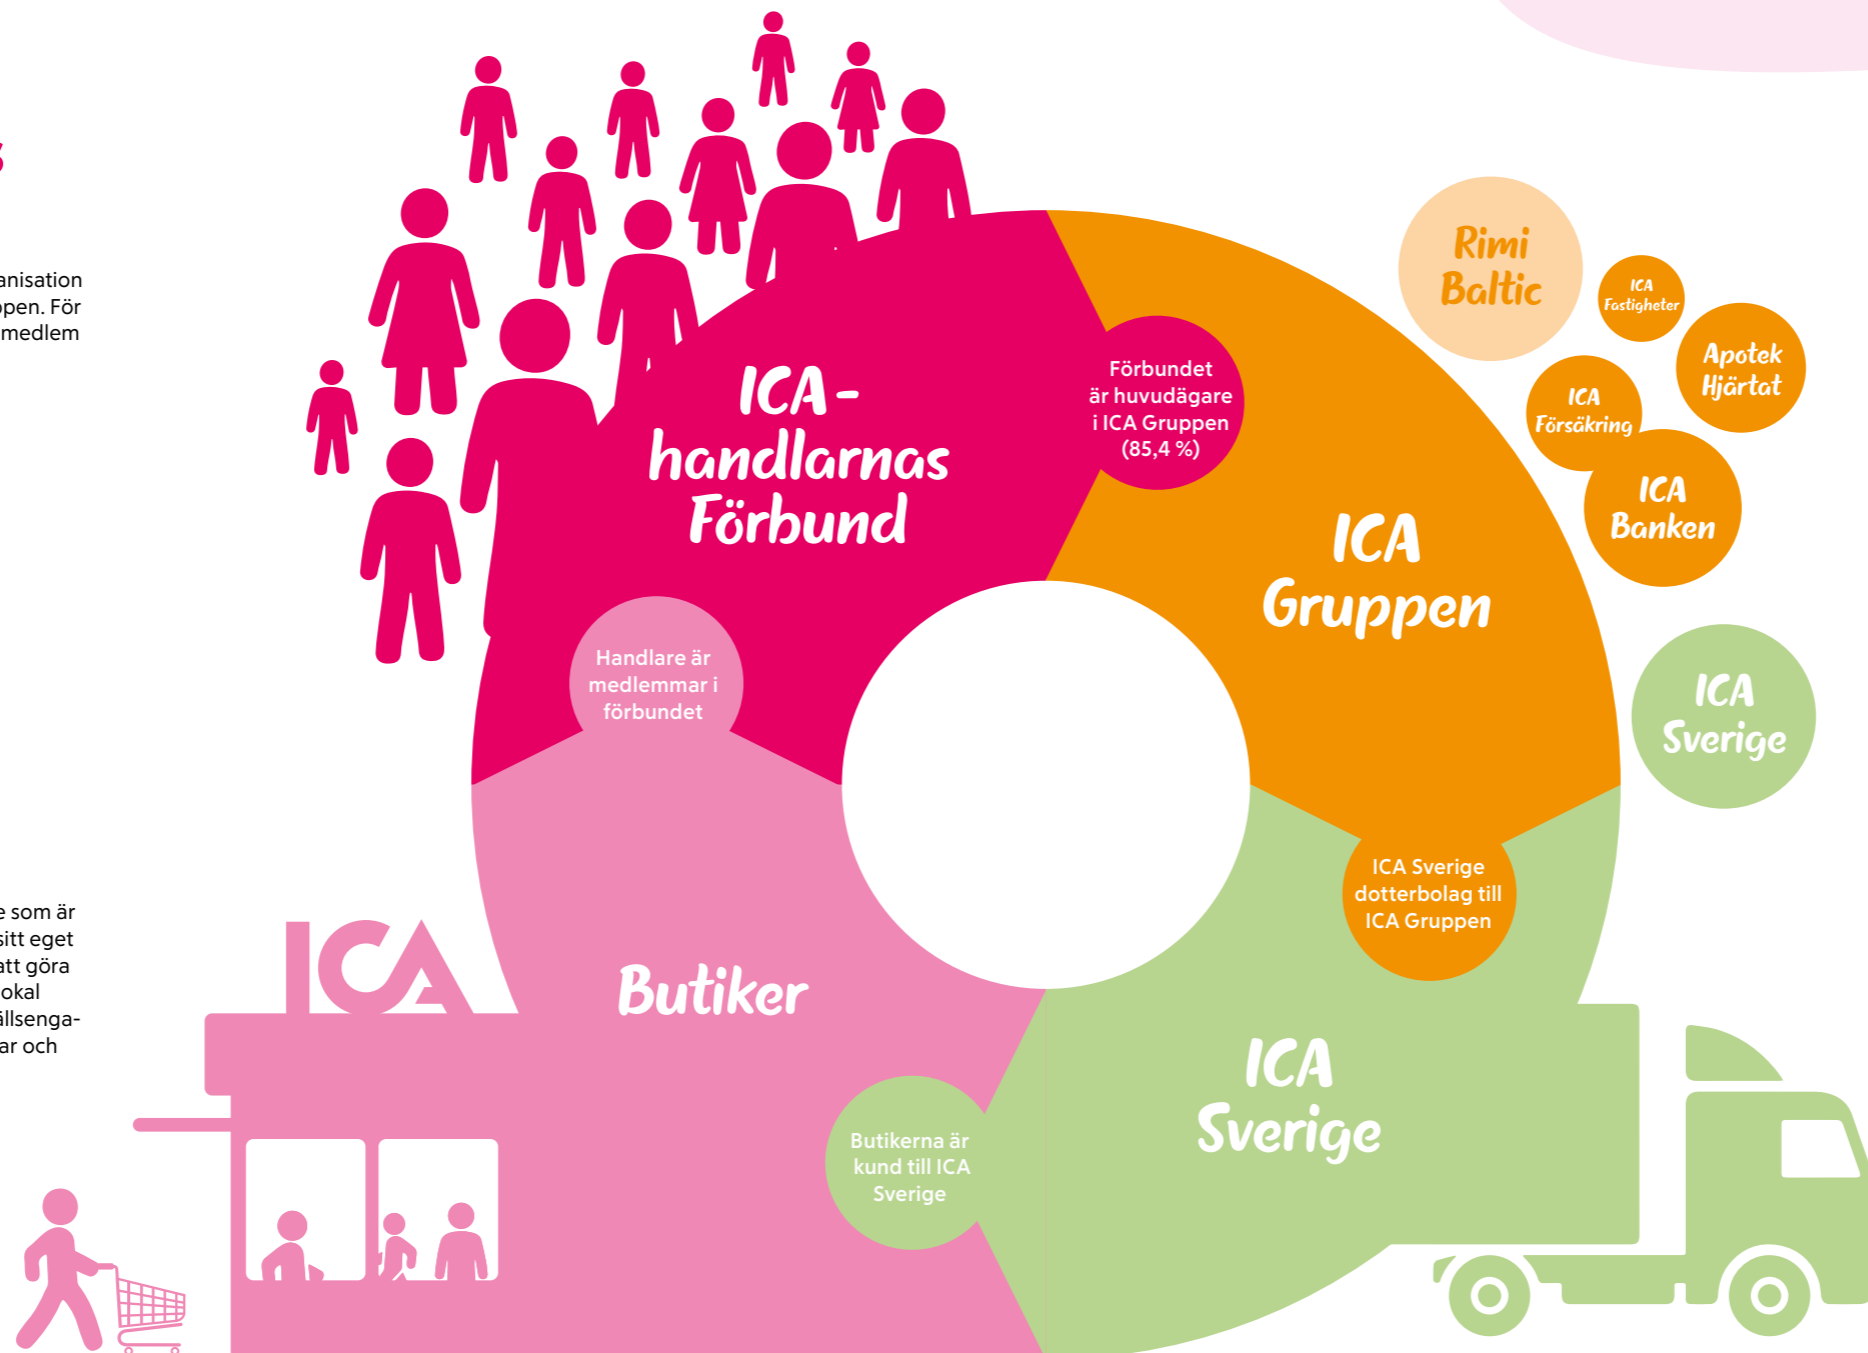 s
anisation
ppen. För
medlem
ICA-
handlarnas
Förbund
Förbundet
är huvudägare
i ICA Gruppen
(85,4 %)
ICA
Gruppen
Rimi
Baltic
ICA
Fastigheter
Apotek
Hjärtat
ICA
Försäkring
ICA
Banken
ICA
Sverige
Handlare är
medlemmar i
förbundet
ICA Sverige
dotterbolag till
ICA Gruppen
e som är
sitt eget
att göra
okal
ällsenga-
ar och
ICA
Butiker
Butikerna är
kund till ICA
Sverige
ICA
Sverige